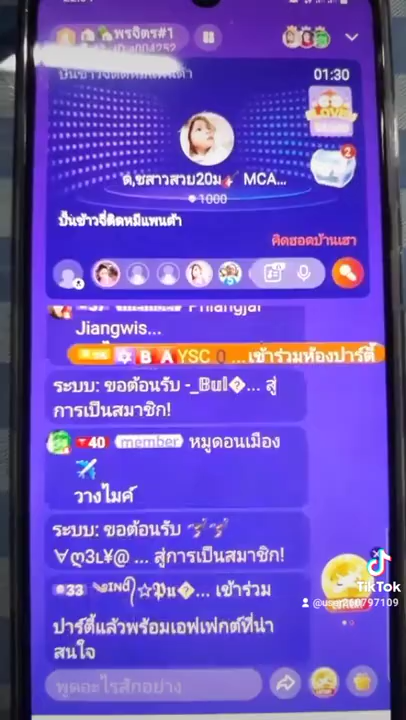 พรจิตร#1
ปั้นข้าวจี่ติดหมีแพนด้า
01:30
ด,ชสาวสวย20ม🎸 MCA...
1000
ปั้นข้าวจี่ติดหมีแพนด้า
คิดฮอดบ้านเฮา
Jiangwis...
B A YSC Q ...เข้าร่วมห้องปาร์ตี้
ระบบ: ขอต้อนรับ -_𝔹𝕦𝕝�... สู่
การเป็นสมาชิก!
40 member หมูดอนเมือง
✈️
วางไมค์
ระบบ: ขอต้อนรับ
∀ღ3L¥@ ... สู่การเป็นสมาชิก!
33 ༄ᴵᴺᴰ᭄☆𝕻u�... เข้าร่วม
ปาร์ตี้แล้วพร้อมเอฟเฟกต์ที่น่า
สนใจ
TikTok
พูดอะไรสักอย่าง